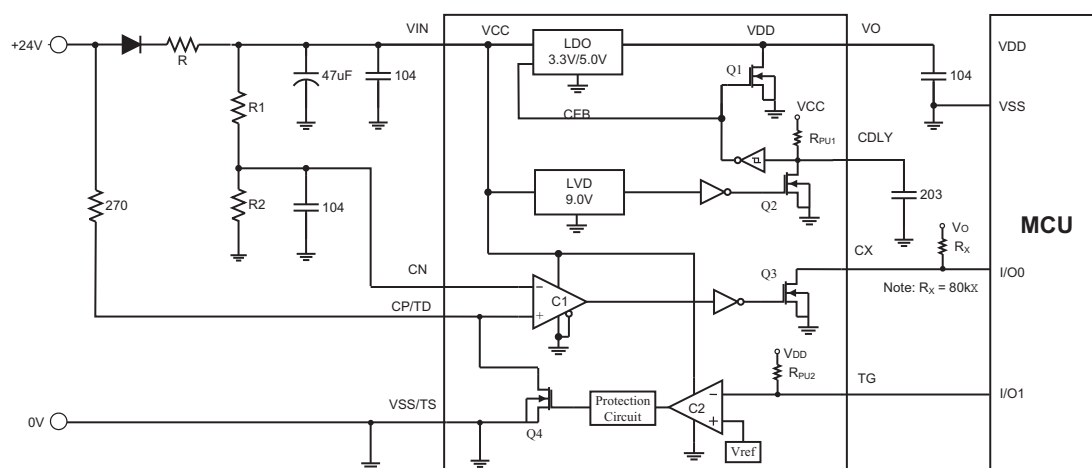 +24V
R
VIN
VCC
LDO
3.3V/5.0V
VDD
VO
VDD
47uF
104
104
Q1
R1
CEB
VCC
RPU1
CDLY
VSS
R2
104
270
LVD
9.0V
Q2
203
MCU
VO
RX
CN
CX
I/O0
Note: RX = 80kX
Q3
CP/TD
−
C1
+
VDD
RPU2
TG
I/O1
VSS/TS
0V
Q4
Protection
Circuit
C2
−
+
Vref